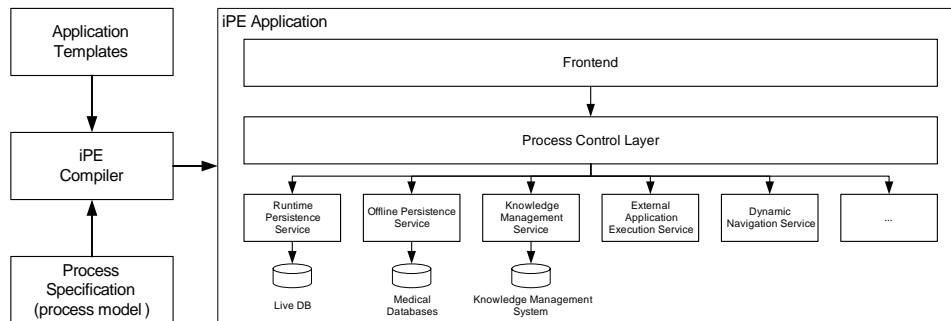 Application
Templates
iPE
Compiler
Process
Specification
(process model )
iPE Application
Frontend
Process Control Layer
Runtime
Persistence
Service
Offline Persistence
Service
Knowledge
Management
Service
External
Application
Execution Service
Dynamic
Navigation Service
...
Live DB
Medical
Databases
Knowledge Management
System